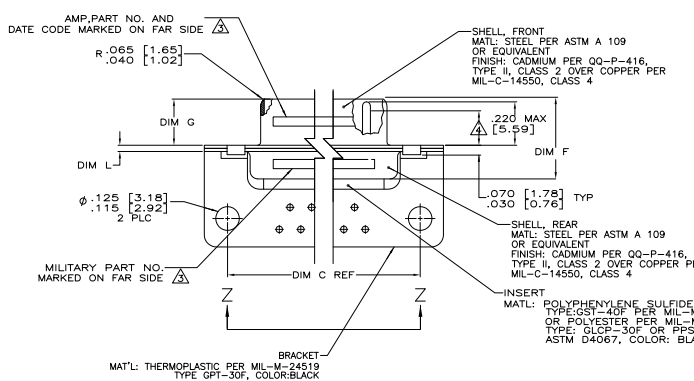 AMP,PART NO. AND
DATE CODE MARKED ON FAR SIDE 3
R .065 [1.65]
.040 [1.02]
DIM G
DIM L
ø .125 [3.18]
.115 [2.92]
2 PLC
MILITARY PART NO.
MARKED ON FAR SIDE 3
DIM C REF
Z
Z
BRACKET
MAT'L: THERMOPLASTIC PER MIL-M-24519
TYPE GPT-30F, COLOR:BLACK
SHELL, FRONT
MATL: STEEL PER ASTM A 109
OR EQUIVALENT
FINISH: CADMIUM PER QQ-P-416,
TYPE II, CLASS 2 OVER COPPER PER
MIL-C-14550, CLASS 4
.220 MAX
4 [5.59]
DIM F
.070 [1.78]
.030 [0.76] TYP
SHELL, REAR
MATL: STEEL PER ASTM A 109
OR EQUIVALENT
FINISH: CADMIUM PER QQ-P-416,
TYPE II, CLASS 2 OVER COPPER
MIL-C-14550, CLASS 4
INSERT
MATL: POLYPHENYLENE SULFIDE
TYPE:GST-40F PER
OR POLYESTER PER
TYPE: GLCP-30F OR PPS
ASTM D4067, COLOR: